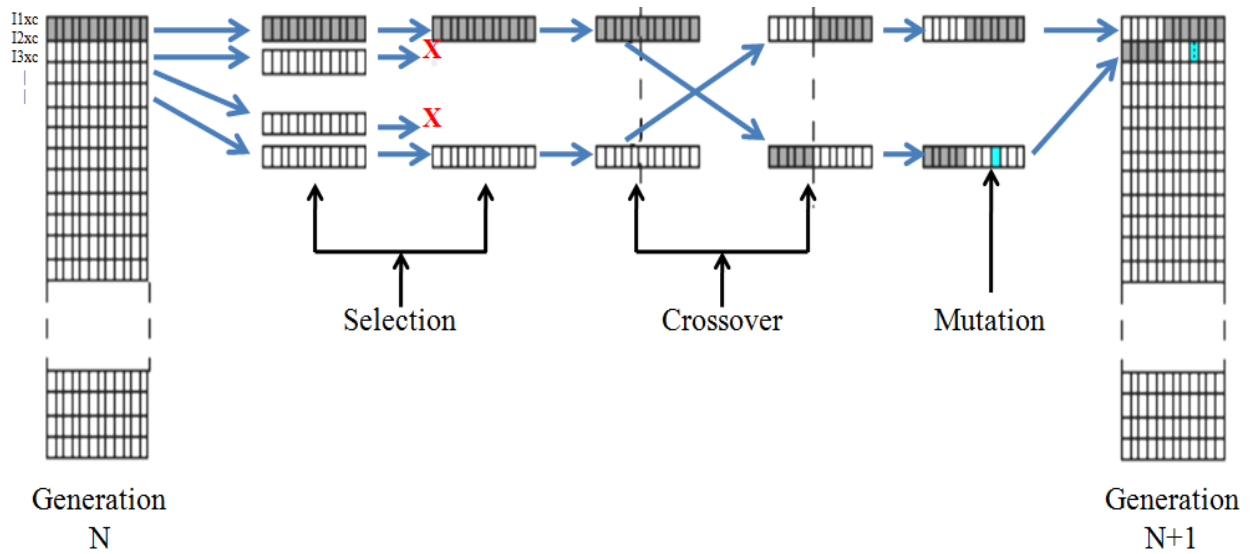 I1xc
I2xc
I3xc
X
X
Selection
Crossover
Mutation
Generation
N
Generation
N+1